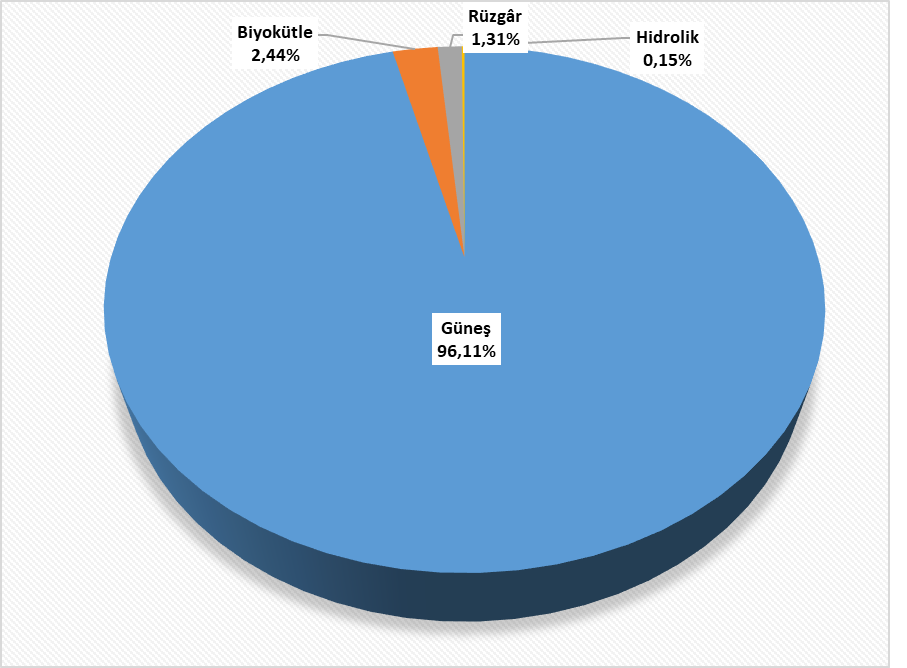 Biyokütle
2,44%
Rüzgâr
1,31%
Hidrolik
0,15%
Güneş
96,11%